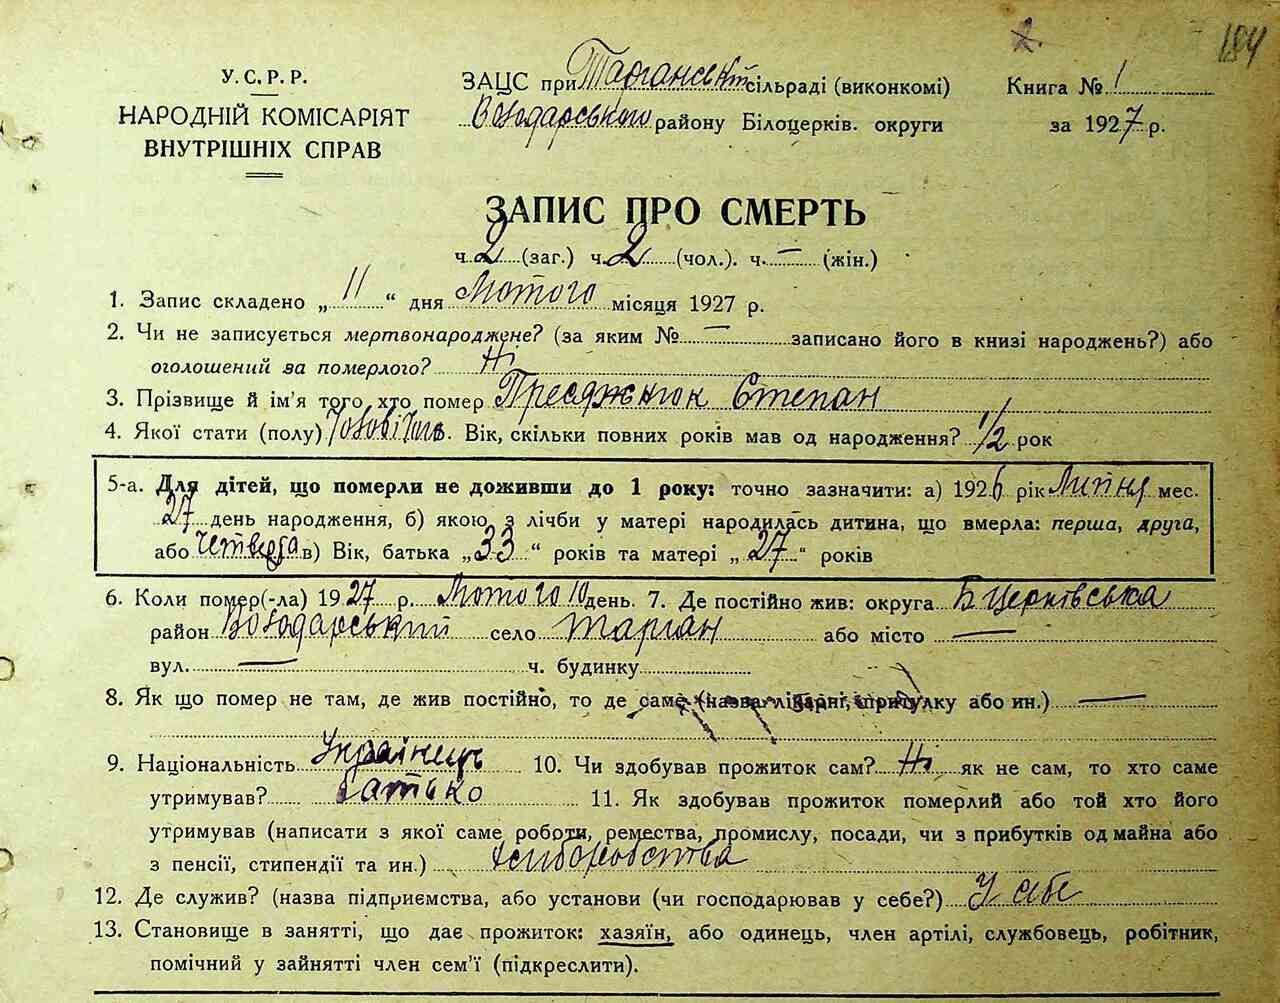 184
У.С.Р.Р.
НАРОДНІЙ КОМІСАРІЯТ
ВНУТРІШНІХ СПРАВ
ЗАЦС при Тарганській сільраді (виконкомі)
Володарського району Білоцерків. округи
Книга № 1
за 1927 р.
ЗАПИС ПРО СМЕРТЬ
ч. 2 (заг.) ч. 2 (чол.). ч. — (жін.)
1. Запис складено „ 11 “ дня Лютого місяця 1927 р.
2. Чи не записується мертвонароджене? (за яким № — записано його в книзі народжень?) або
оголошений за померлого? Ні
3. Прізвище й ім'я того хто помер Степан
4. Якої стати (полу) Чоловічого. Вік, скільки повних років мав од народження? 1/2 рок
5-а. Для дітей, що померли не доживши до 1 року: точно зазначити: а) 1926 рік Липня мес.
27 день народження, б) якою з лічби у матері народилась дитина, що вмерла: перша, друга,
або четверта в) Вік, батька „ 33 “ років та матері „ 27 “ років
6. Коли помер(-ла) 1927 р. Лютого 10 день. 7. Де постійно жив: округа Б Церківська
район Володарський село Тарган або місто —
вул. — ч. будинку
8. Як що помер не там, де жив постійно, то де саме (назва лікарні, притулку або ин.) —
9. Національність Українець 10. Чи здобував прожиток сам? Ні як не сам, то хто саме
утримував? батько 11. Як здобував прожиток померлий або той хто його
утримував (написати з якої саме роботи, ремества, промислу, посади, чи з прибутків од майна або
з пенсії, стипендії та ин.) хліборобства
12. Де служив? (назва підприємства, або установи (чи господарював у себе?) У себе
13. Становище в занятті, що дає прожиток: хазяїн, або одинець, член артілі, службовець, робітник,
помічний у зайнятті член сем'ї (підкреслити).